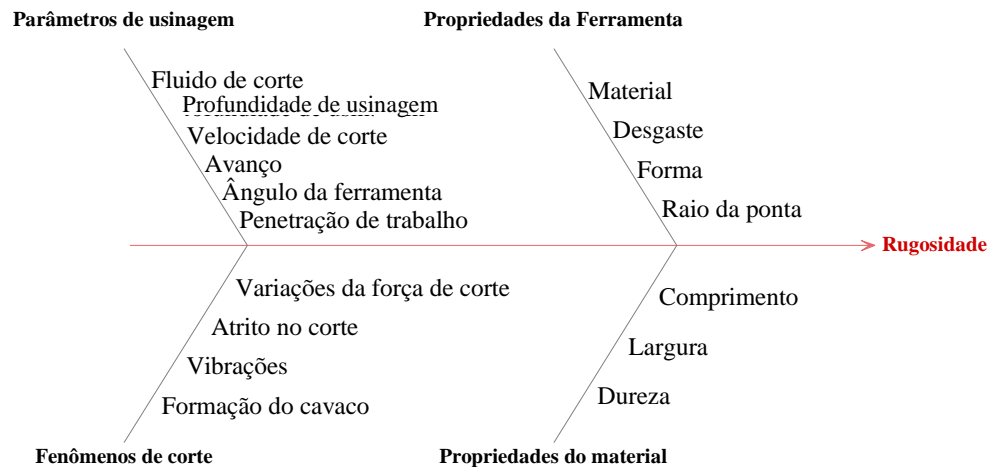 Parâmetros de usinagem
Propriedades da Ferramenta
Fluido de corte
Profundidade de usinagem
Velocidade de corte
Avanço
Ângulo da ferramenta
Penetração de trabalho
Material
Desgaste
Forma
Raio da ponta
Rugosidade
Variações da força de corte
Atrito no corte
Vibrações
Formação do cavaco
Comprimento
Largura
Dureza
Fenômenos de corte
Propriedades do material